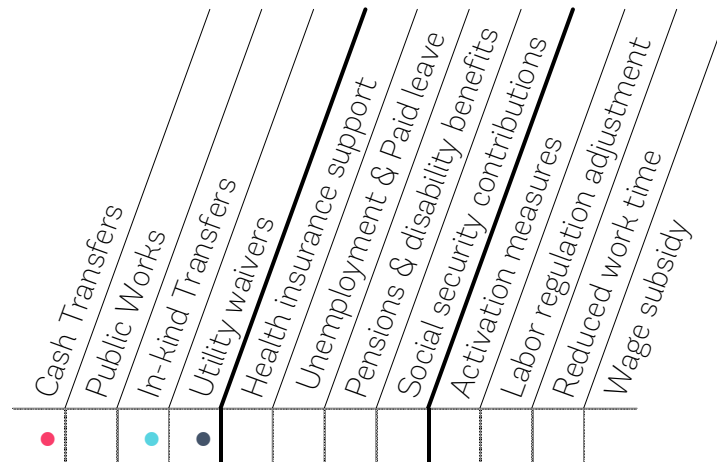 Cash Transfers
Public Works
In-kind Transfers
Utility waivers
Health insurance support
Unemployment & Paid leave
Pensions & disability benefits
Social security contributions
Activation measures
Labor regulation adjustment
Reduced work time
Wage subsidy